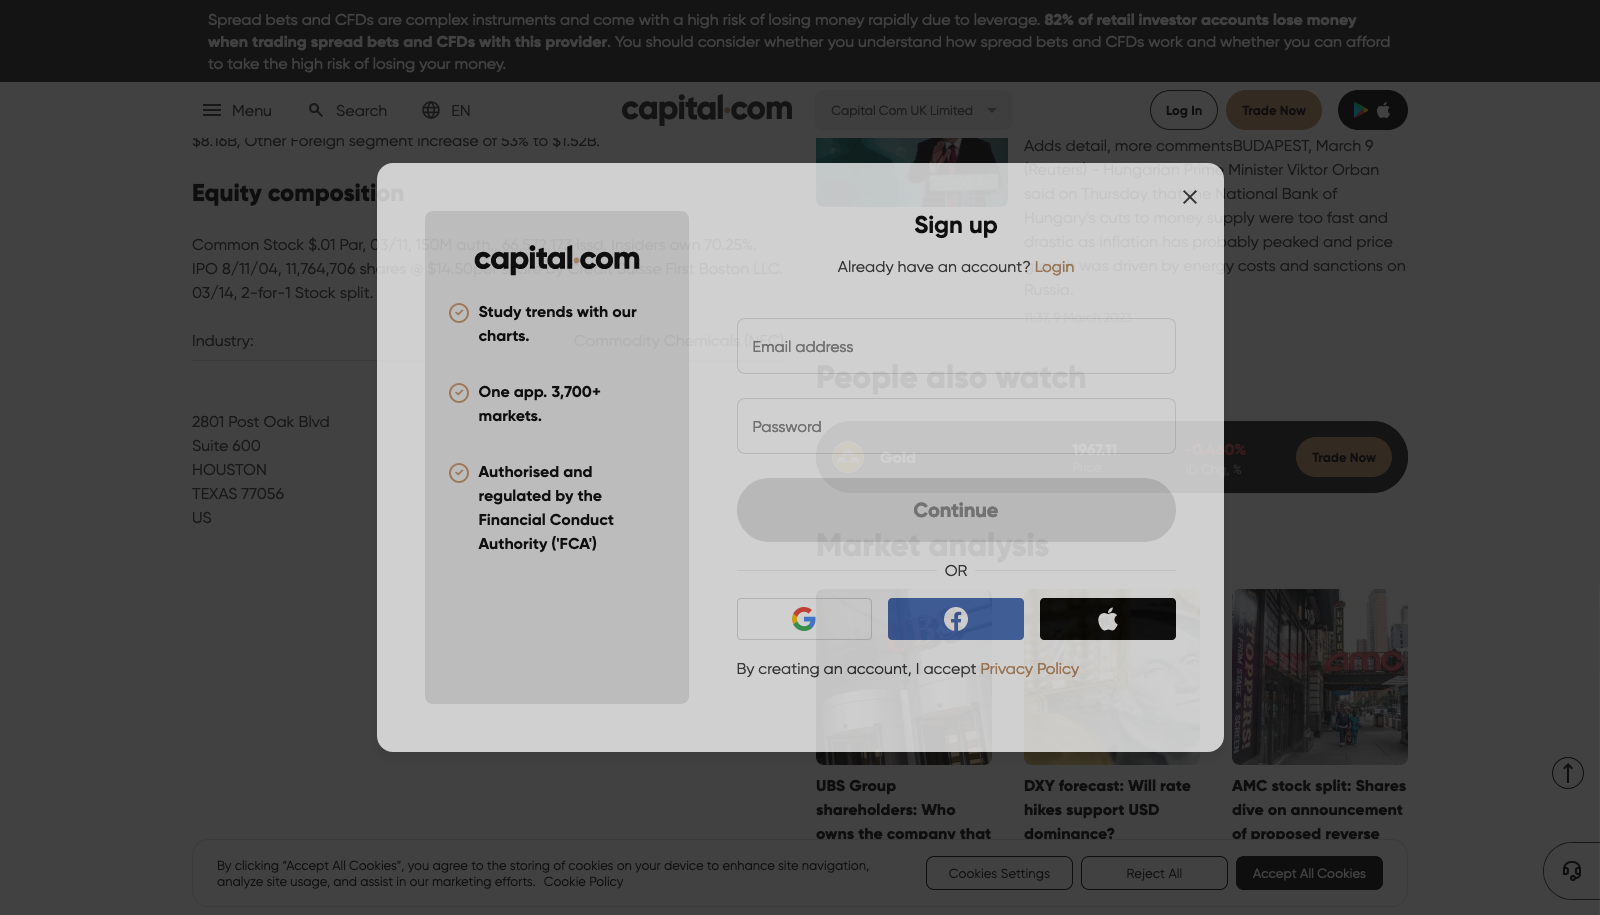 Spread bets and CFDs are complex instruments and come with a high risk of losing money rapidly due to leverage. 82% of retail investor accounts lose money
when trading spread bets and CFDs with this provider. You should consider whether you understand how spread bets and CFDs work and whether you can afford
to take the high risk of losing your money.
Menu
Search
EN
capital.com
Capital Com UK Limited
Log In
Trade Now
$8.16B, Other Foreign segment increase of 53% to $1.52B.
Equity composition
Common Stock $.01 Par, 03/11, 150M auth., 66,572,177 issd. Insiders own 70.25%.
IPO 8/11/04, 11,764,706 shares @ $14.50 by Credit Suisse First Boston LLC.
03/14, 2-for-1 Stock split.
Industry:
Commodity Chemicals (NEC)
2801 Post Oak Blvd
Suite 600
HOUSTON
TEXAS 77056
US
Adds detail, more commentsBUDAPEST, March 9
(Reuters) - Hungarian Prime Minister Viktor Orban
said on Thursday that the National Bank of
Hungary's cuts to money supply were too fast and
drastic as inflation has probably peaked and price
was driven by energy costs and sanctions on
Russia.
11:37, 9 March 2023
capital.com
Study trends with our
charts.
One app. 3,700+
markets.
Authorised and
regulated by the
Financial Conduct
Authority ('FCA')
Sign up
Already have an account? Login
Email address
Password
Continue
OR
By creating an account, I accept Privacy Policy
People also watch
Gold
1967.11
Price
%
Trade Now
Market analysis
UBS Group
shareholders: Who
owns the company that
DXY forecast: Will rate
hikes support USD
dominance?
AMC stock split: Shares
dive on announcement
of proposed reverse
By clicking “Accept All Cookies”, you agree to the storing of cookies on your device to enhance site navigation,
analyze site usage, and assist in our marketing efforts. Cookie Policy
Cookies Settings
Reject All
Accept All Cookies